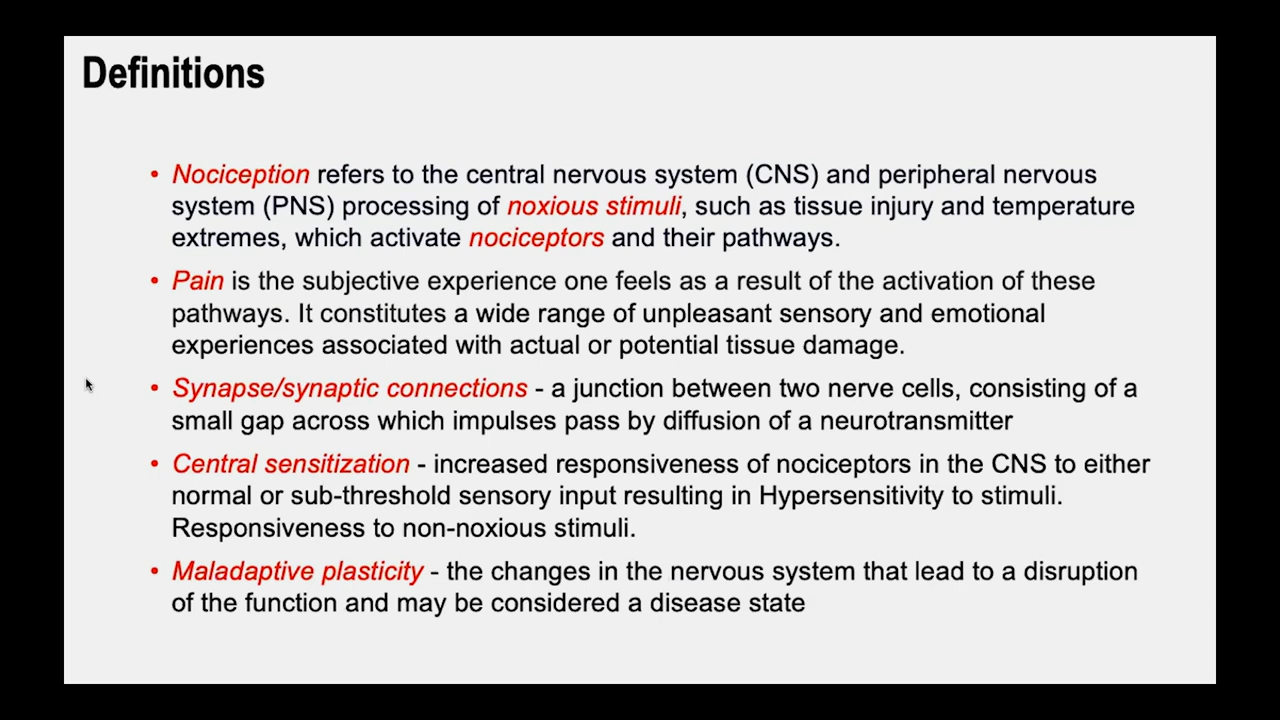 Definitions
• Nociception refers to the central nervous system (CNS) and peripheral nervous
system (PNS) processing of noxious stimuli, such as tissue injury and temperature
extremes, which activate nociceptors and their pathways.
• Pain is the subjective experience one feels as a result of the activation of these
pathways. It constitutes a wide range of unpleasant sensory and emotional
experiences associated with actual or potential tissue damage.
• Synapse/synaptic connections - a junction between two nerve cells, consisting of a
small gap across which impulses pass by diffusion of a neurotransmitter
• Central sensitization - increased responsiveness of nociceptors in the CNS to either
normal or sub-threshold sensory input resulting in Hypersensitivity to stimuli.
Responsiveness to non-noxious stimuli.
• Maladaptive plasticity - the changes in the nervous system that lead to a disruption
of the function and may be considered a disease state